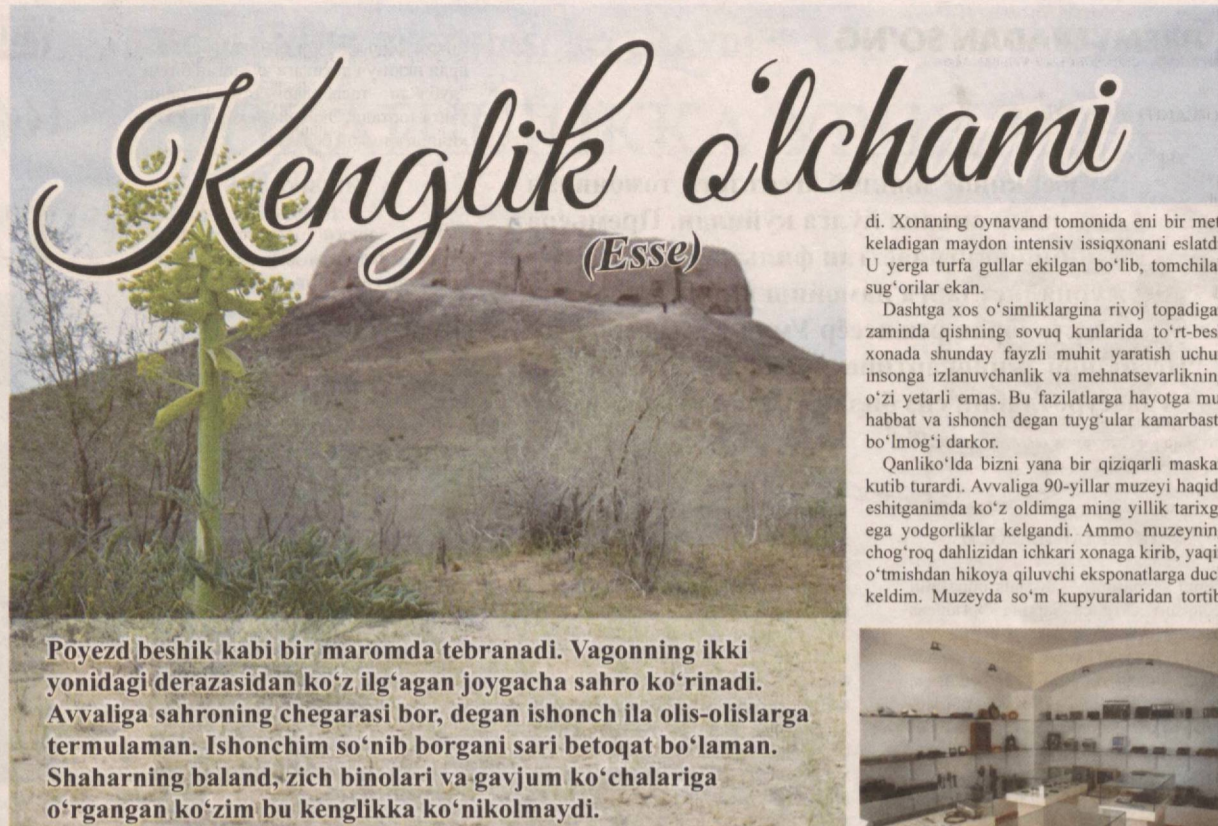 Kenglik o‘lchami
(Esse)
Poyezd beshik kabi bir maromda tebranadi. Vagonning ikki
yonidagi derazasidan ko‘z ilg‘agan joygacha sahro ko‘rinadi.
Avvaliga sahroning chegarasi bor, degan ishonch ila olis-olislarga
termulaman. Ishonchim so‘nib borgani sari betoqat bo‘laman.
Shaharning baland, zich binolari va gavjum ko‘chalariga
o‘rgangan ko‘zim bu kenglikka ko‘nikolmaydi.
di. Xonaning oynavand tomonida eni bir met
keladigan maydon intensiv issiqxonani eslatd
U yerga turfa gullar ekilgan bo‘lib, tomchila
sug‘orilar ekan.
Dashtga xos o‘simliklargina rivoj topadiga
zaminda qishning sovuq kunlarida to‘rt-bes
xonada shunday fayzli muhit yaratish uchu
insonga izlanuvchanlik va mehnatsevarliknin
o‘zi yetarli emas. Bu fazilatlarga hayotga mu
habbat va ishonch degan tuyg‘ular kamarbast
bo‘lmog‘i darkor.
Qanliko‘lda bizni yana bir qiziqarli maska
kutib turardi. Avvaliga 90-yillar muzeyi haqid
eshitganimda ko‘z oldimga ming yillik tarixg
ega yodgorliklar kelgandi. Ammo muzeynin
chog‘roq dahlizidan ichkari xonaga kirib, yaqi
o‘tmishdan hikoya qiluvchi eksponatlarga duc
keldim. Muzeyda so‘m kupyuralaridan tortib